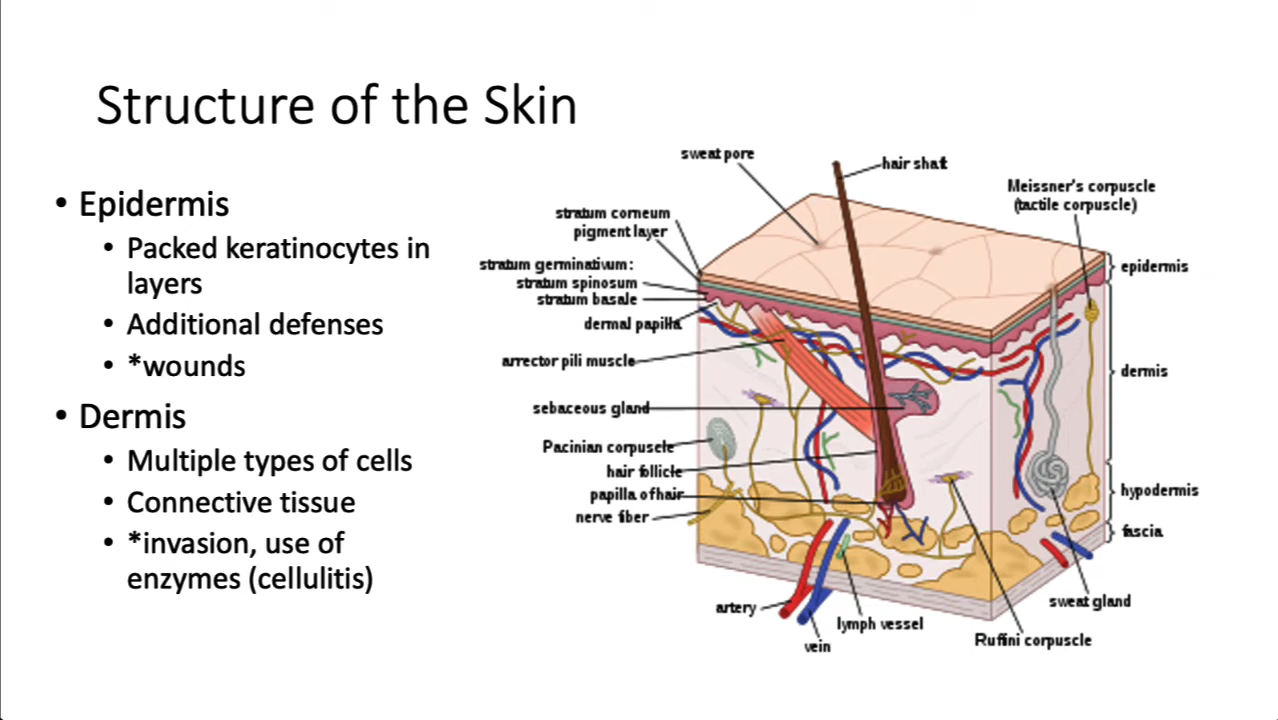 Structure of the Skin
• Epidermis
• Packed keratinocytes in
layers
• Additional defenses
• *wounds
• Dermis
• Multiple types of cells
• Connective tissue
• *invasion, use of
enzymes (cellulitis)
sweat pore
hair shaft
Meissner's corpuscle
(tactile corpuscle)
stratum corneum
pigment layer
stratum germinativum:
stratum spinosum
stratum basale
dermal papilla
arrector pili muscle
sebaceous gland
Pacinian corpuscle
hair follicle
papilla of hair
nerve fiber
epidermis
dermis
hypodermis
fascia
artery
vein
lymph vessel
sweat gland
Ruffini corpuscle